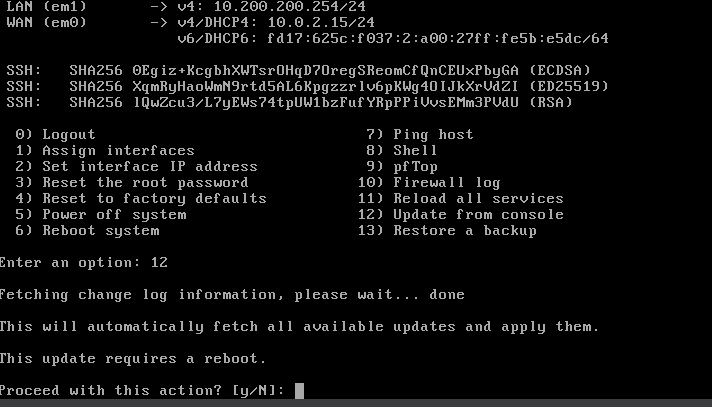 LAN (em1) -> v4: 10.200.200.254/24
WAN (em0) -> v4/DHCP4: 10.0.2.15/24
v6/DHCP6: fd17:625c:f037:2:a00:27ff:fe5b:e5dc/64
SSH: SHA256 0Egiz+KcgbhXWTsrOHqD7OregSReomCfQnCEUxPbyGA (ECDSA)
SSH: SHA256 XqmRyHaoWmN9rtd5AL6Kpgzzrlv6pKWg4OIJkXrVdZI (ED25519)
SSH: SHA256 lQwZcu3/L7yEWs74tpUW1bzFufYRpPPiVvsEMm3PVdU (RSA)
0) Logout 7) Ping host
1) Assign interfaces 8) Shell
2) Set interface IP address 9) pfTop
3) Reset the root password 10) Firewall log
4) Reset to factory defaults 11) Reload all services
5) Power off system 12) Update from console
6) Reboot system 13) Restore a backup
Enter an option: 12
Fetching change log information, please wait... done
This will automatically fetch all available updates and apply them.
This update requires a reboot.
Proceed with this action? [y/N]: